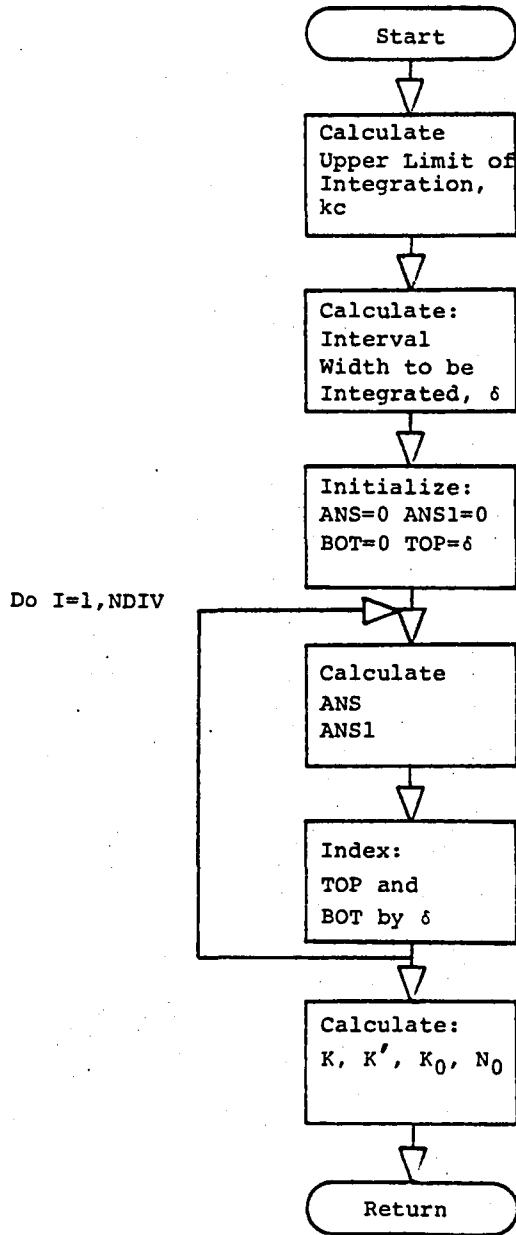 Start
Calculate
Upper Limit of
Integration,
kc
Calculate:
Interval
Width to be
Integrated, δ
Initialize:
ANS=0 ANS1=0
BOT=0 TOP=δ
Do I=1,NDIV
Calculate
ANS
ANS1
Index:
TOP and
BOT by δ
Calculate:
K, K′, K₀, N₀
Return